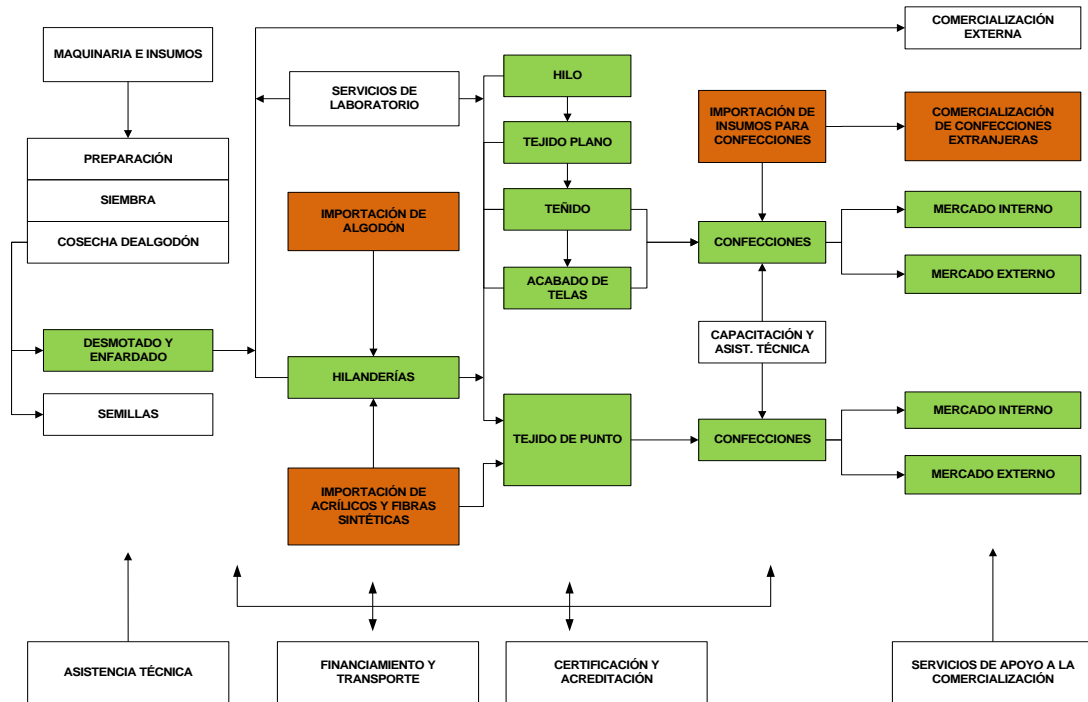 MAQUINARIA E INSUMOS
PREPARACIÓN
SIEMBRA
COSECHA DEALGODÓN
DESMOTADO Y
ENFARDADO
SEMILLAS
SERVICIOS DE
LABORATORIO
IMPORTACIÓN DE
ALGODÓN
HILANDERÍAS
IMPORTACIÓN DE
ACRÍLICOS Y FIBRAS
SINTÉTICAS
HILO
TEJIDO PLANO
TEÑIDO
ACABADO DE
TELAS
TEJIDO DE PUNTO
IMPORTACIÓN DE
INSUMOS PARA
CONFECCIONES
CONFECCIONES
CAPACITACIÓN Y
ASIST. TÉCNICA
CONFECCIONES
COMERCIALIZACIÓN
EXTERNA
COMERCIALIZACIÓN
DE CONFECCIONES
EXTRANJERAS
MERCADO INTERNO
MERCADO EXTERNO
MERCADO INTERNO
MERCADO EXTERNO
ASISTENCIA TÉCNICA
FINANCIAMIENTO Y
TRANSPORTE
CERTIFICACIÓN Y
ACREDITACIÓN
SERVICIOS DE APOYO A LA
COMERCIALIZACIÓN